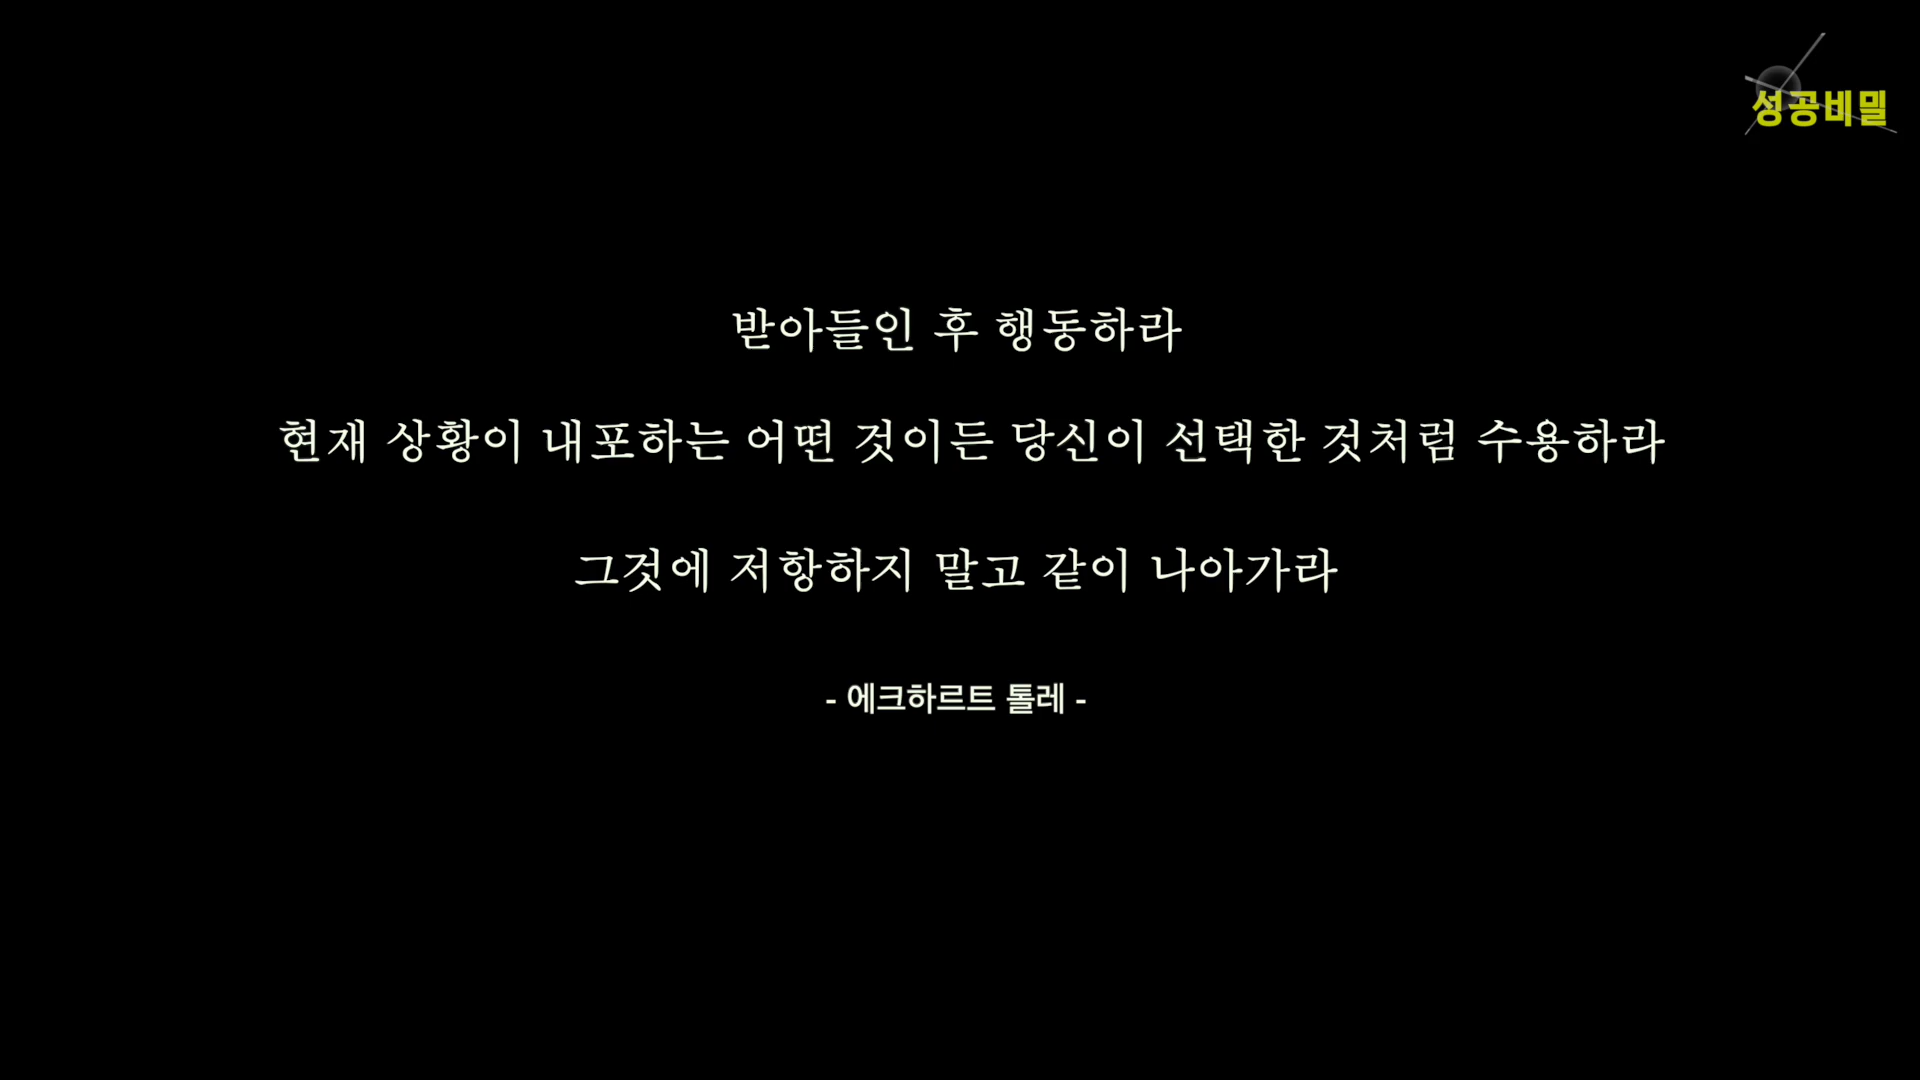 성공비밀
받아들인 후 행동하라
현재 상황이 내포하는 어떤 것이든 당신이 선택한 것처럼 수용하라
그것에 저항하지 말고 같이 나아가라
- 에크하르트 톨레 -